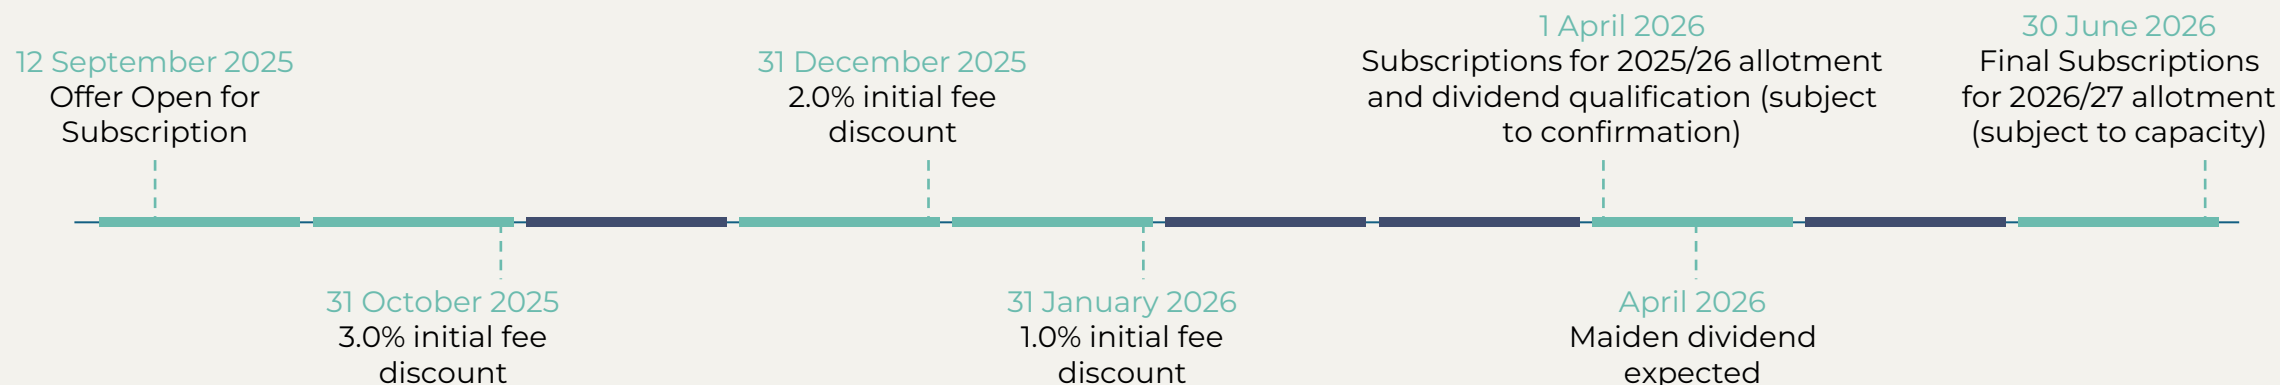 12 September 2025
Offer Open for
Subscription
31 October 2025
3.0% initial fee
discount
31 December 2025
2.0% initial fee
discount
31 January 2026
1.0% initial fee
discount
1 April 2026
Subscriptions for 2025/26 allotment
and dividend qualification (subject
to confirmation)
April 2026
Maiden dividend
expected
30 June 2026
Final Subscriptions
for 2026/27 allotment
(subject to capacity)